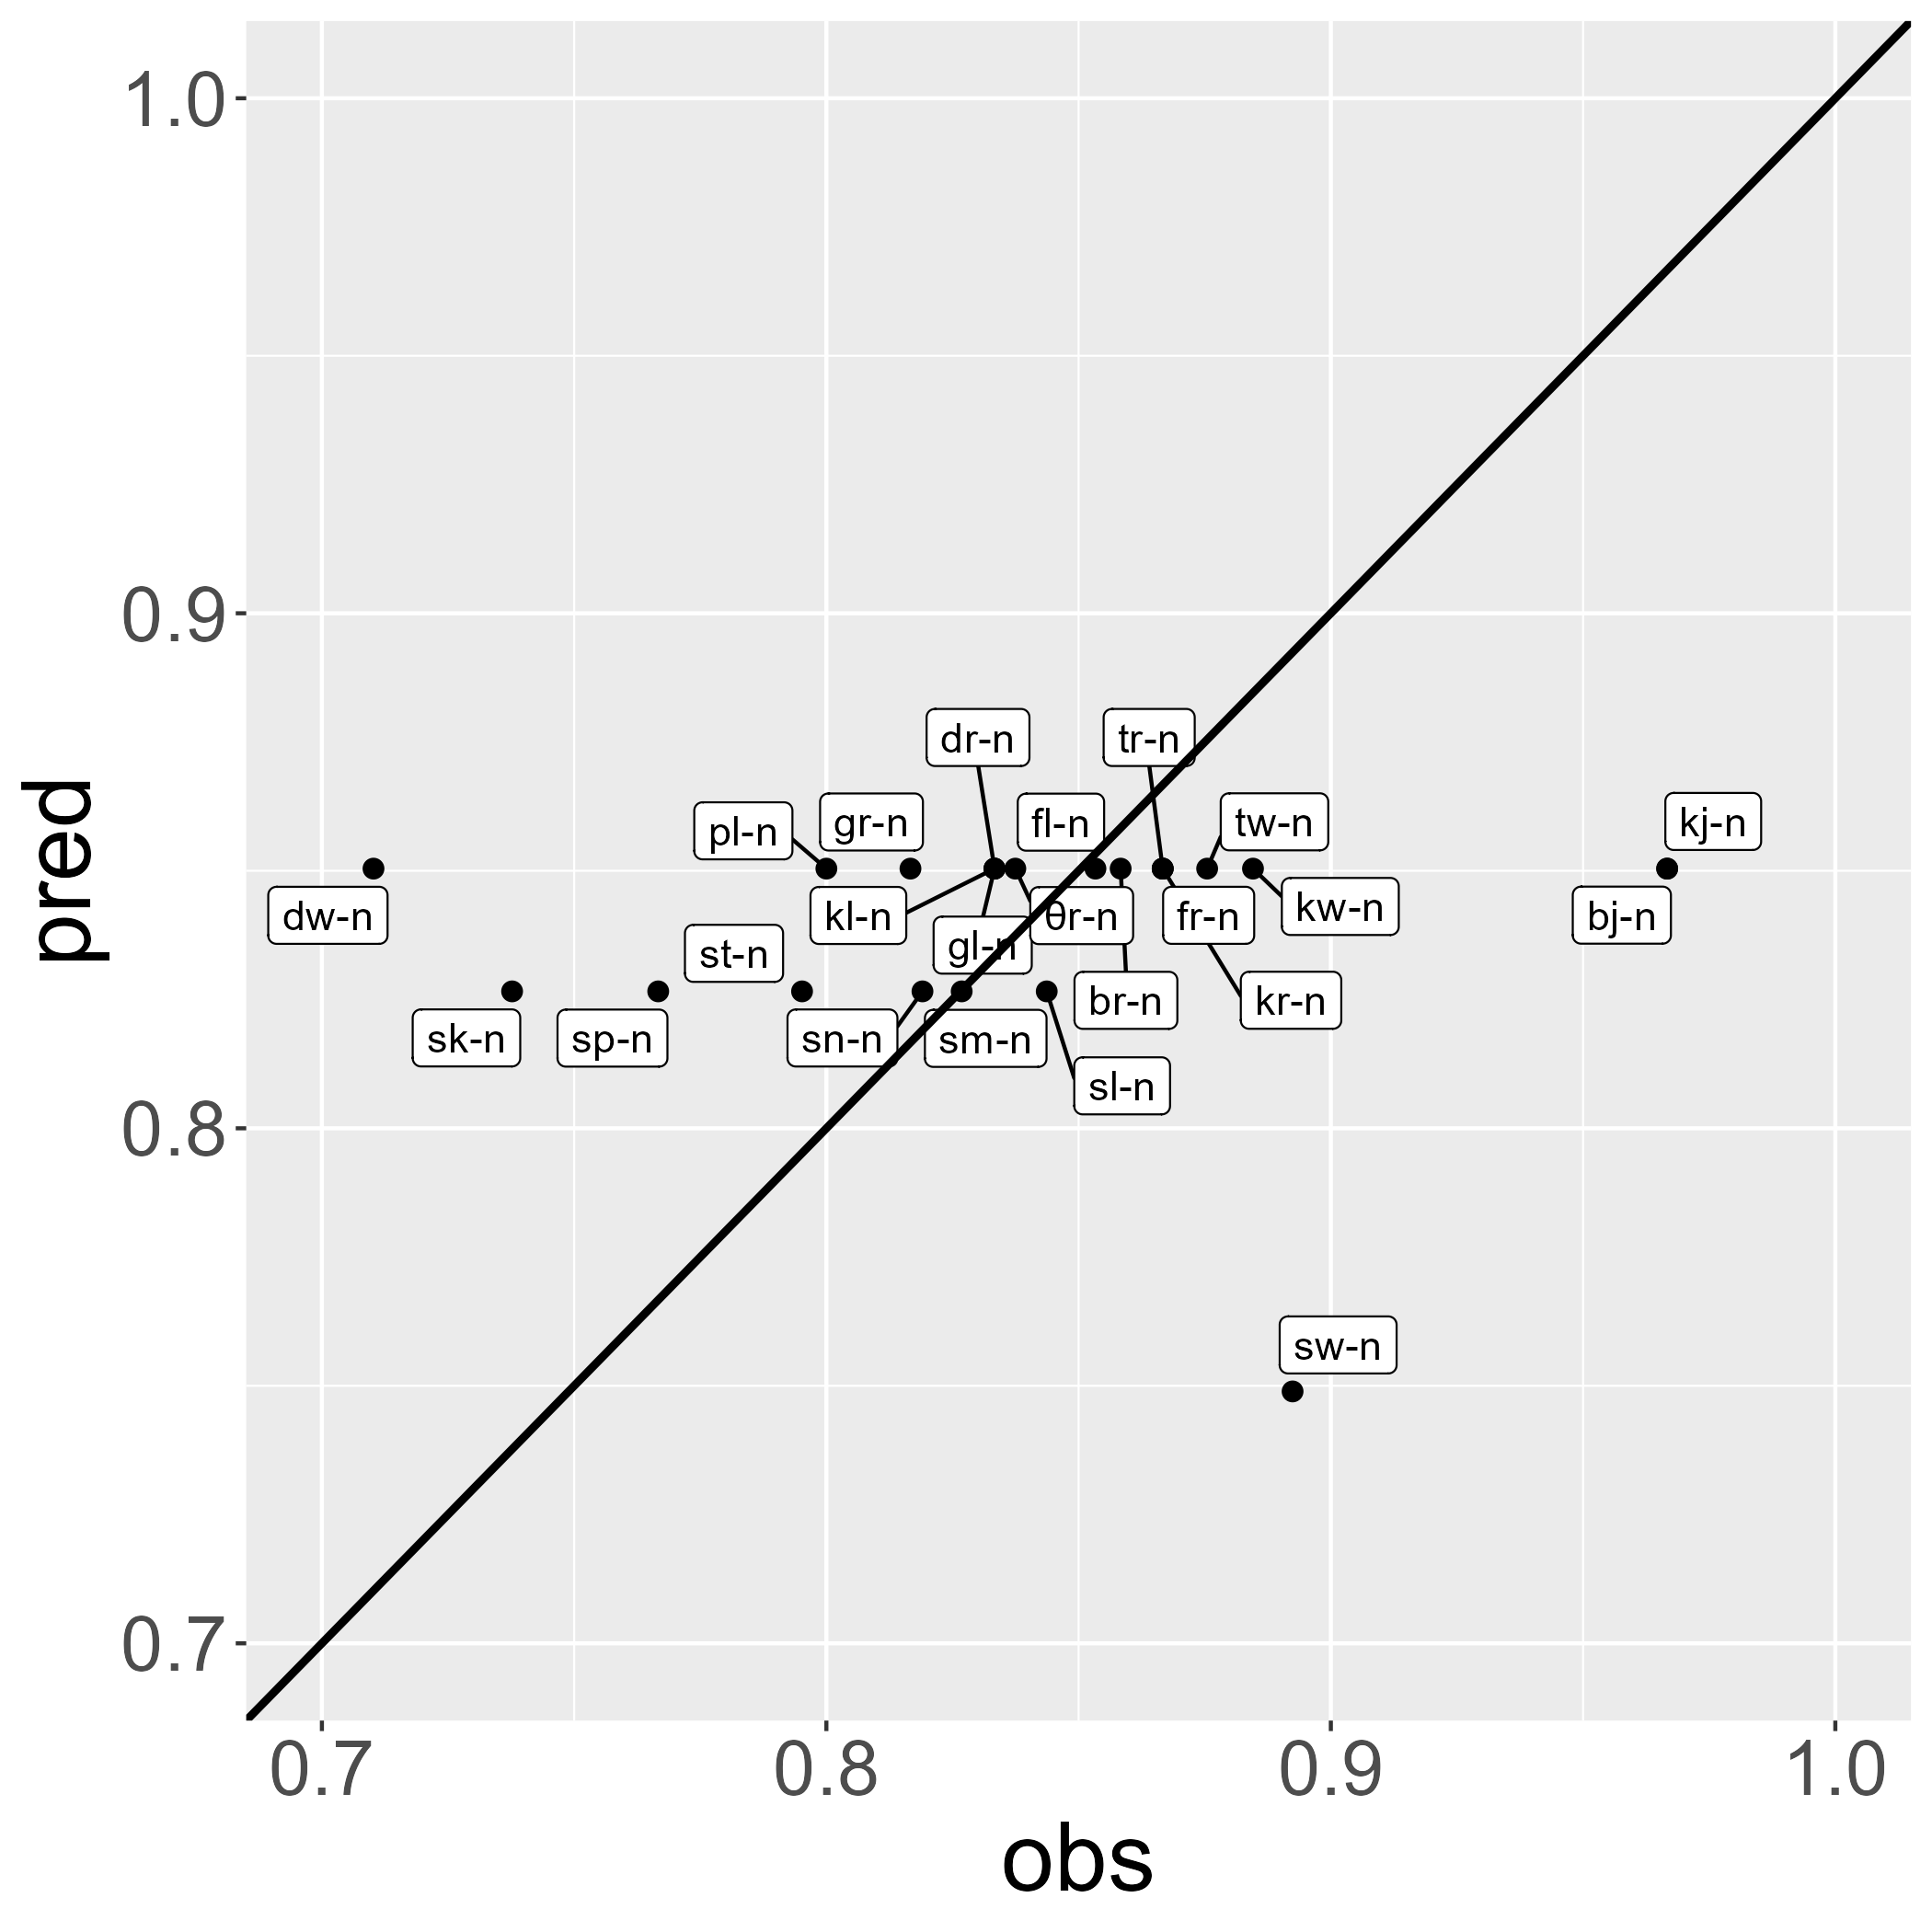 1.0
0.9
dr-n
tr-n
pl-n
gr-n
fl-n
tw-n
kj-n
dw-n
kl-n
θr-n
fr-n
kw-n
bj-n
st-n
gl-n
sk-n
sp-n
sn-n
sm-n
br-n
kr-n
sl-n
0.8
sw-n
0.7
pred
0.7 0.8 0.9 1.0
obs